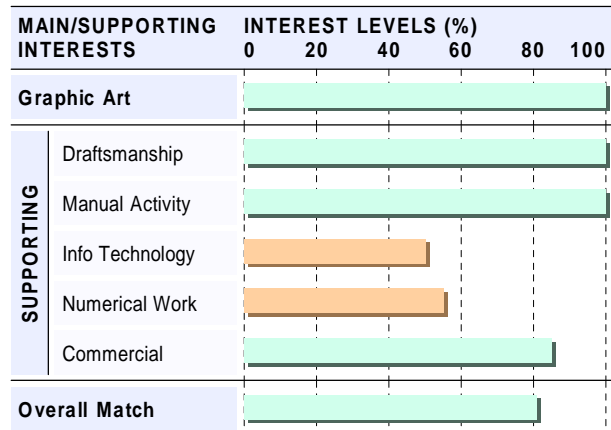 MAIN/SUPPORTING INTERESTS
INTEREST LEVELS (%)
0 20 40 60 80 100
Graphic Art
SUPPORTING
Draftsmanship
Manual Activity
Info Technology
Numerical Work
Commercial
Overall Match